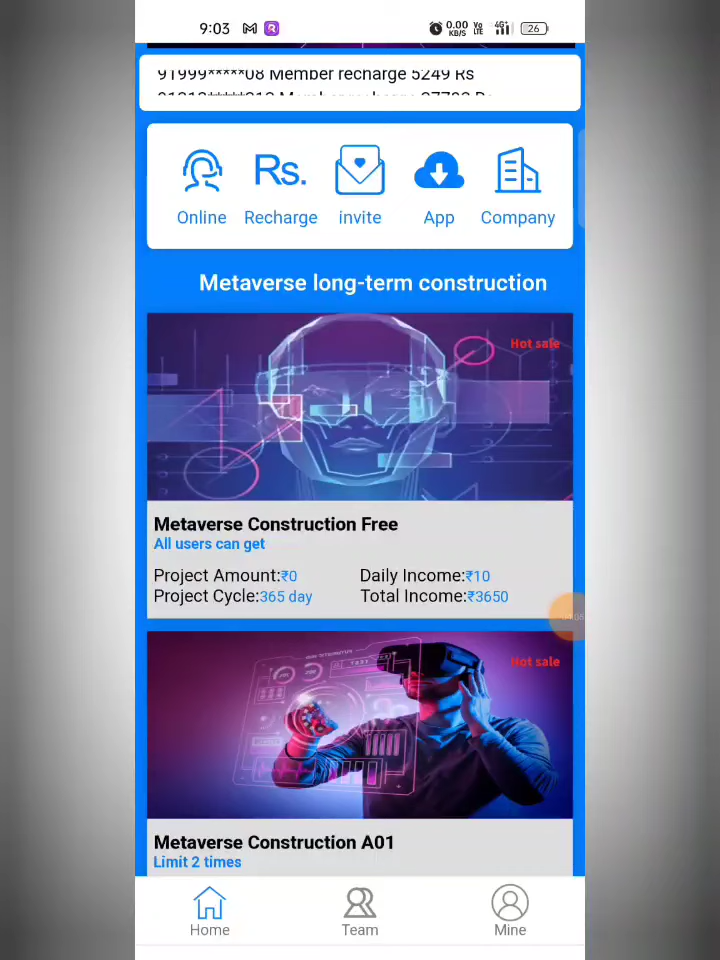 9:03
0.00 KB/S
4G+
26
91999*****08 Member recharge 5249 Rs
Rs.
Online Recharge invite App Company
Metaverse long-term construction
Hot sale
Metaverse Construction Free
All users can get
Project Amount:₹0 Daily Income:₹10
Project Cycle:365 day Total Income:₹3650
Hot sale
Metaverse Construction A01
Limit 2 times
Home Team Mine